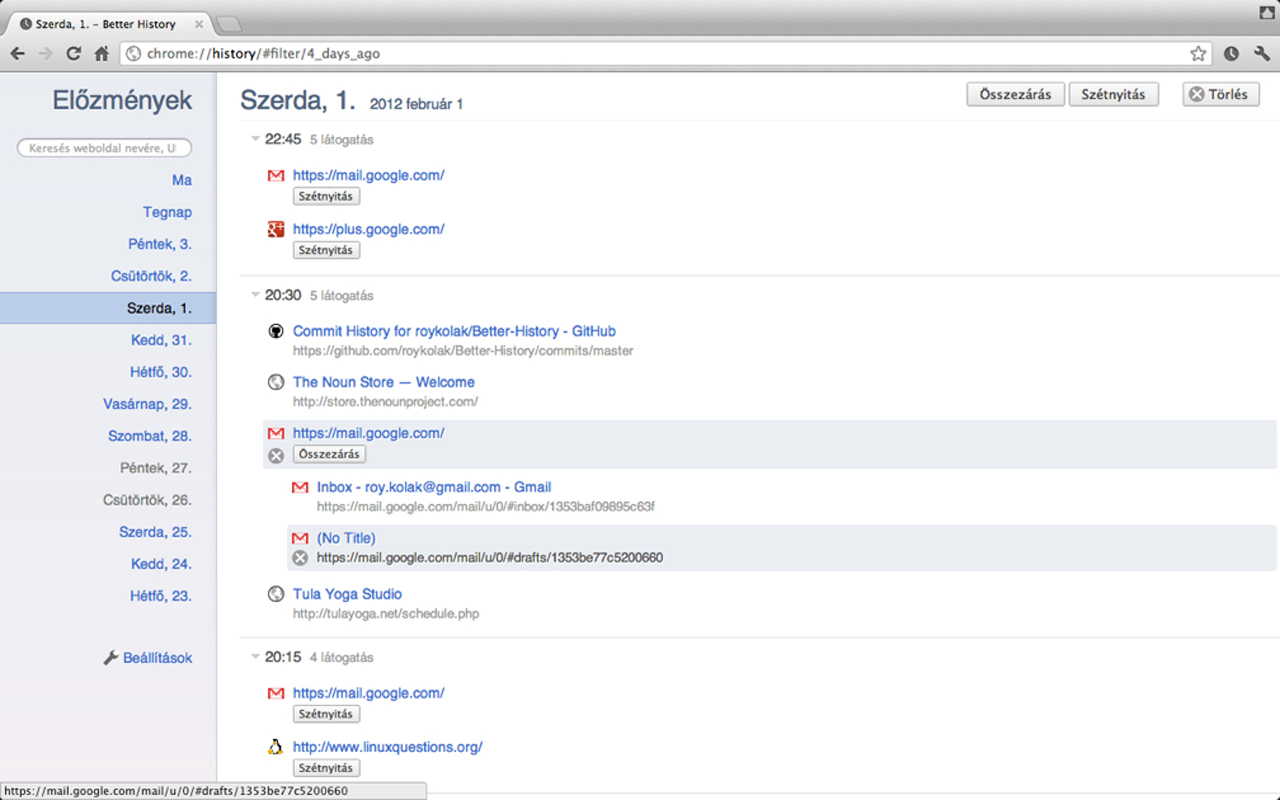 Szerda, 1. – Better History
chrome://history/#filter/4_days_ago
Előzmények
Keresés weboldal nevére, UI
Ma
Tegnap
Péntek, 3.
Csütörtök, 2.
Szerda, 1.
Kedd, 31.
Hétfő, 30.
Vasárnap, 29.
Szombat, 28.
Péntek, 27.
Csütörtök, 26.
Szerda, 25.
Kedd, 24.
Hétfő, 23.
Beállítások
Szerda, 1. 2012 február 1
Összezárás Szétnyitás Törlés
22:45 5 látogatás
https://mail.google.com/
Szétnyitás
https://plus.google.com/
Szétnyitás
20:30 5 látogatás
Commit History for roykolak/Better-History - GitHub
https://github.com/roykolak/Better-History/commits/master
The Noun Store — Welcome
http://store.thenounproject.com/
https://mail.google.com/
Összezárás
Inbox - roy.kolak@gmail.com - Gmail
https://mail.google.com/mail/u/0/#inbox/1353baf09895c63f
(No Title)
https://mail.google.com/mail/u/0/#drafts/1353be77c5200660
Tula Yoga Studio
http://tulayoga.net/schedule.php
20:15 4 látogatás
https://mail.google.com/
Szétnyitás
http://www.linuxquestions.org/
Szétnyitás
https://mail.google.com/mail/u/0/#drafts/1353be77c5200660